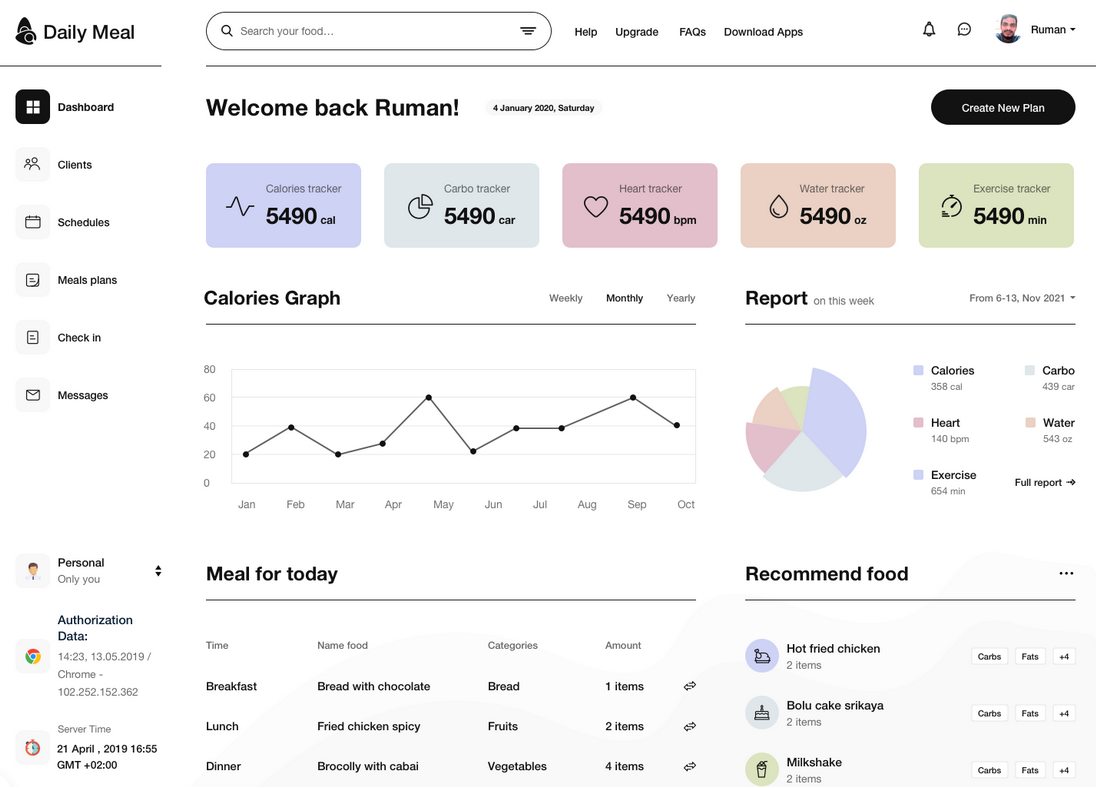 Daily Meal
Search your food...
Help Upgrade FAQs Download Apps
Ruman
Dashboard
Clients
Schedules
Meals plans
Check in
Messages
Personal
Only you
Authorization
Data:
14:23, 13.05.2019 /
Chrome -
102.252.152.362
Server Time
21 April , 2019 16:55
GMT +02:00
Welcome back Ruman!
4 January 2020, Saturday
Create New Plan
Calories tracker
5490 cal
Carbo tracker
5490 car
Heart tracker
5490 bpm
Water tracker
5490 oz
Exercise tracker
5490 min
Calories Graph
Weekly Monthly Yearly
80
60
40
20
0
Jan Feb Mar Apr May Jun Jul Aug Sep Oct
Report on this week
From 6-13, Nov 2021
Calories
358 cal
Carbo
439 car
Heart
140 bpm
Water
543 oz
Exercise
654 min
Full report
Meal for today
Time Name food Categories Amount
Breakfast Bread with chocolate Bread 1 items
Lunch Fried chicken spicy Fruits 2 items
Dinner Brocolly with cabai Vegetables 4 items
Recommend food
Hot fried chicken
2 items
Carbs Fats +4
Bolu cake srikaya
2 items
Carbs Fats +4
Milkshake
2 items
Carbs Fats +4